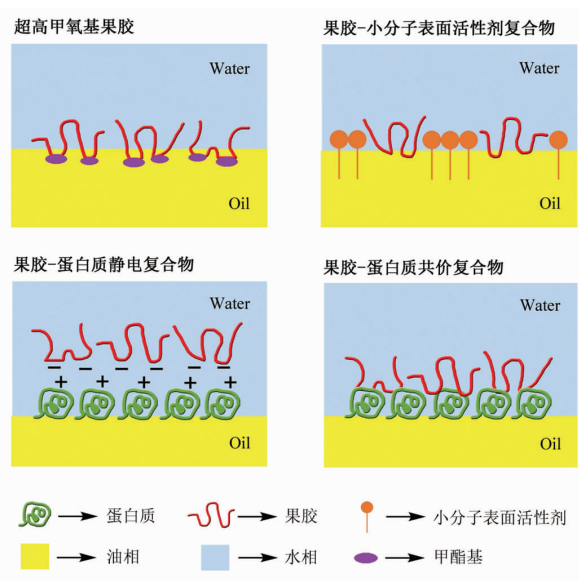 超高甲氧基果胶
Water
Oil
果胶-小分子表面活性剂复合物
Water
Oil
果胶-蛋白质静电复合物
Water
− − − − − −
+ + + + +
Oil
果胶-蛋白质共价复合物
Water
Oil
蛋白质
果胶
小分子表面活性剂
油相
水相
甲酯基